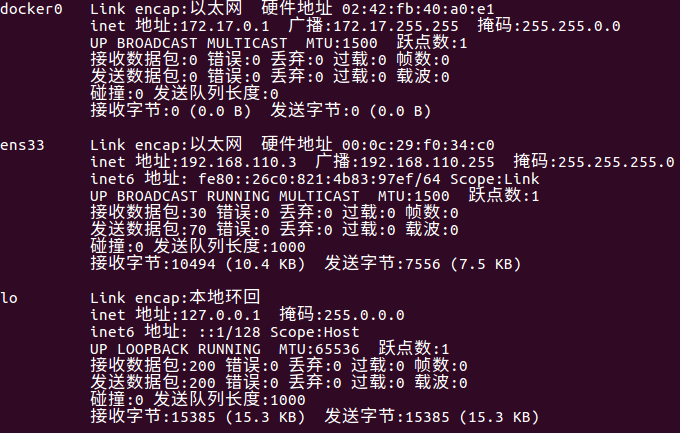 docker0   Link encap:以太网  硬件地址 02:42:fb:40:a0:e1
          inet 地址:172.17.0.1  广播:172.17.255.255  掩码:255.255.0.0
          UP BROADCAST MULTICAST  MTU:1500  跃点数:1
          接收数据包:0 错误:0 丢弃:0 过载:0 帧数:0
          发送数据包:0 错误:0 丢弃:0 过载:0 载波:0
          碰撞:0 发送队列长度:0
          接收字节:0 (0.0 B)  发送字节:0 (0.0 B)

ens33     Link encap:以太网  硬件地址 00:0c:29:f0:34:c0
          inet 地址:192.168.110.3  广播:192.168.110.255  掩码:255.255.255.0
          inet6 地址: fe80::26c0:821:4b83:97ef/64 Scope:Link
          UP BROADCAST RUNNING MULTICAST  MTU:1500  跃点数:1
          接收数据包:30 错误:0 丢弃:0 过载:0 帧数:0
          发送数据包:70 错误:0 丢弃:0 过载:0 载波:0
          碰撞:0 发送队列长度:1000
          接收字节:10494 (10.4 KB)  发送字节:7556 (7.5 KB)

lo        Link encap:本地环回
          inet 地址:127.0.0.1  掩码:255.0.0.0
          inet6 地址: ::1/128 Scope:Host
          UP LOOPBACK RUNNING  MTU:65536  跃点数:1
          接收数据包:200 错误:0 丢弃:0 过载:0 帧数:0
          发送数据包:200 错误:0 丢弃:0 过载:0 载波:0
          碰撞:0 发送队列长度:1000
          接收字节:15385 (15.3 KB)  发送字节:15385 (15.3 KB)